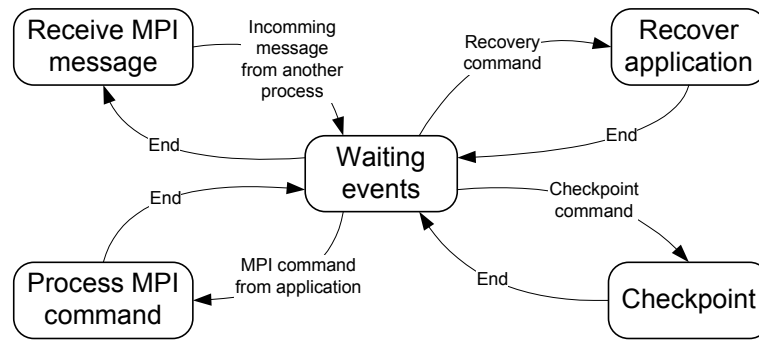 Receive MPI
message
Incomming
message
from another
process
Recovery
command
Recover
application
End
End
Waiting
events
End
Checkpoint
command
MPI command
from application
Process MPI
command
End
Checkpoint